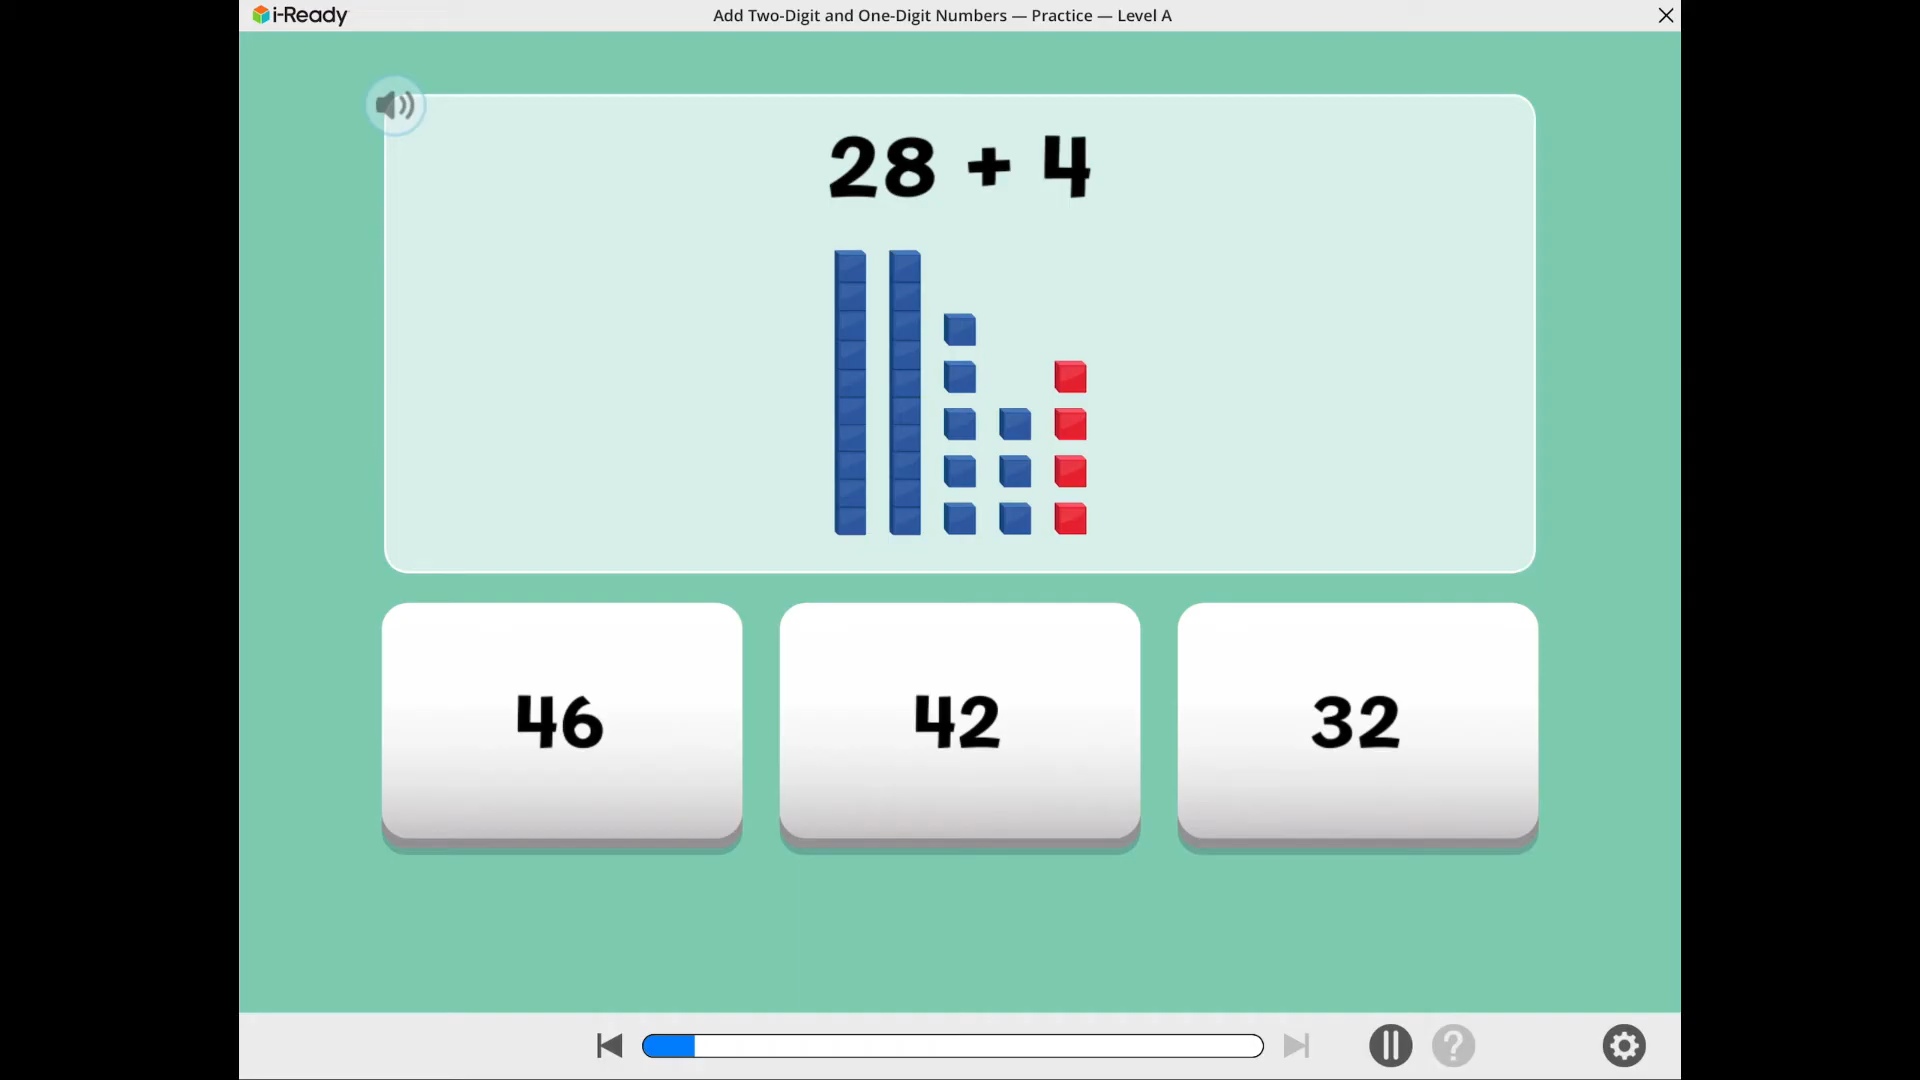 i-Ready
Add Two-Digit and One-Digit Numbers — Practice — Level A
28 + 4
46
42
32
?